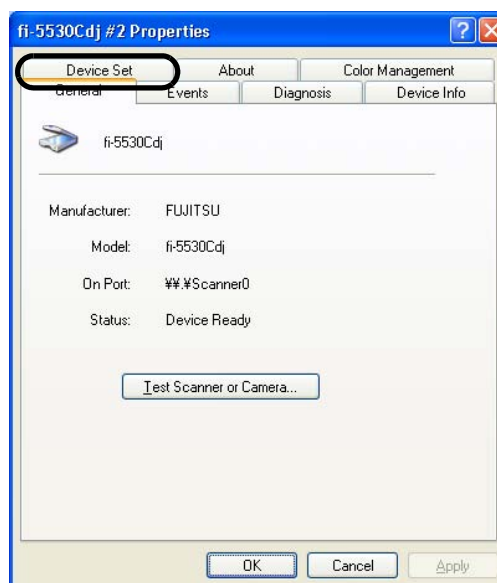 fi-5530Cdj #2 Properties
Device Set About Color Management
General Events Diagnosis Device Info
fi-5530Cdj
Manufacturer: FUJITSU
Model: fi-5530Cdj
On Port: ¥¥.¥Scanner0
Status: Device Ready
Test Scanner or Camera...
OK Cancel Apply